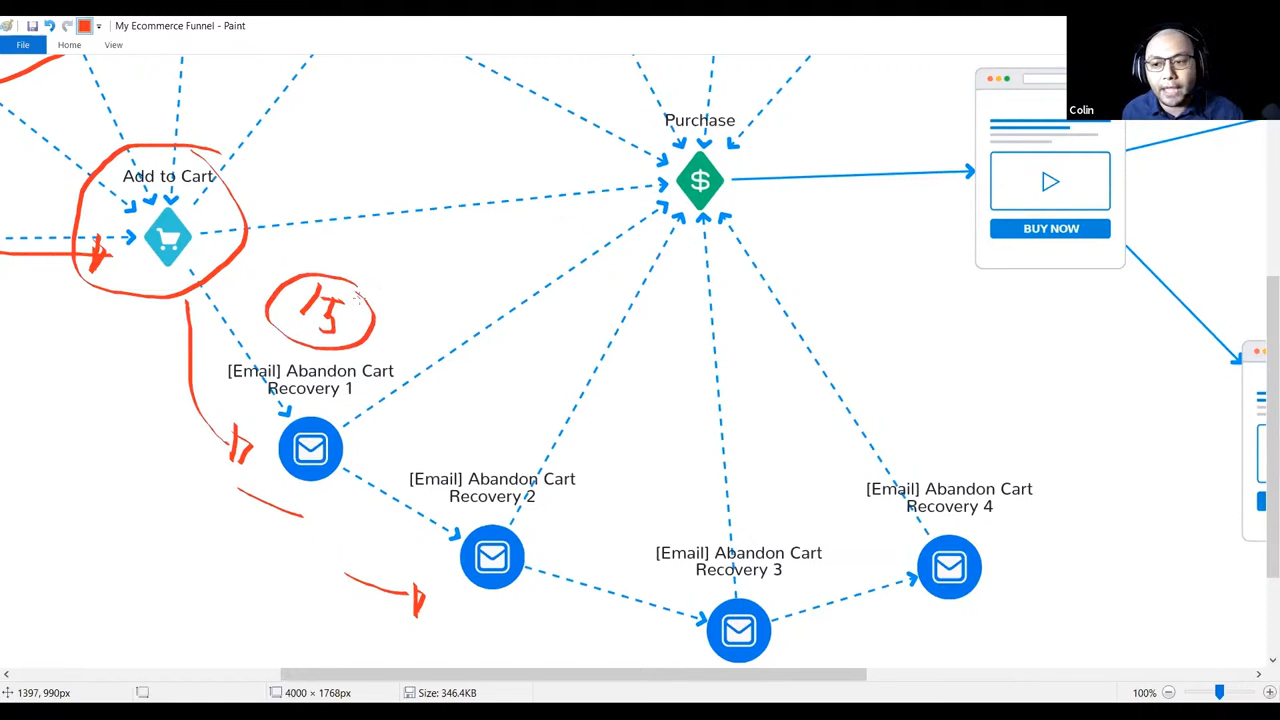 My Ecommerce Funnel - Paint
File
Home
View
Colin
Purchase
Add to Cart
$
BUY NOW
15
[Email] Abandon Cart
Recovery 1
[Email] Abandon Cart
Recovery 2
[Email] Abandon Cart
Recovery 3
[Email] Abandon Cart
Recovery 4
1397, 990px
4000 × 1768px
Size: 346.4KB
100%